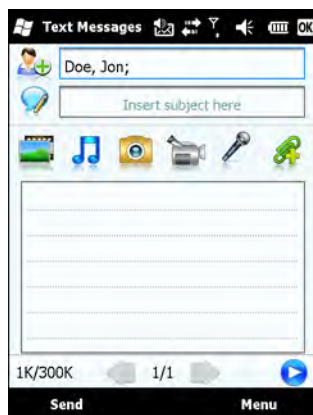 Text Messages OK
Doe, Jon;
Insert subject here
1K/300K 1/1
Send Menu